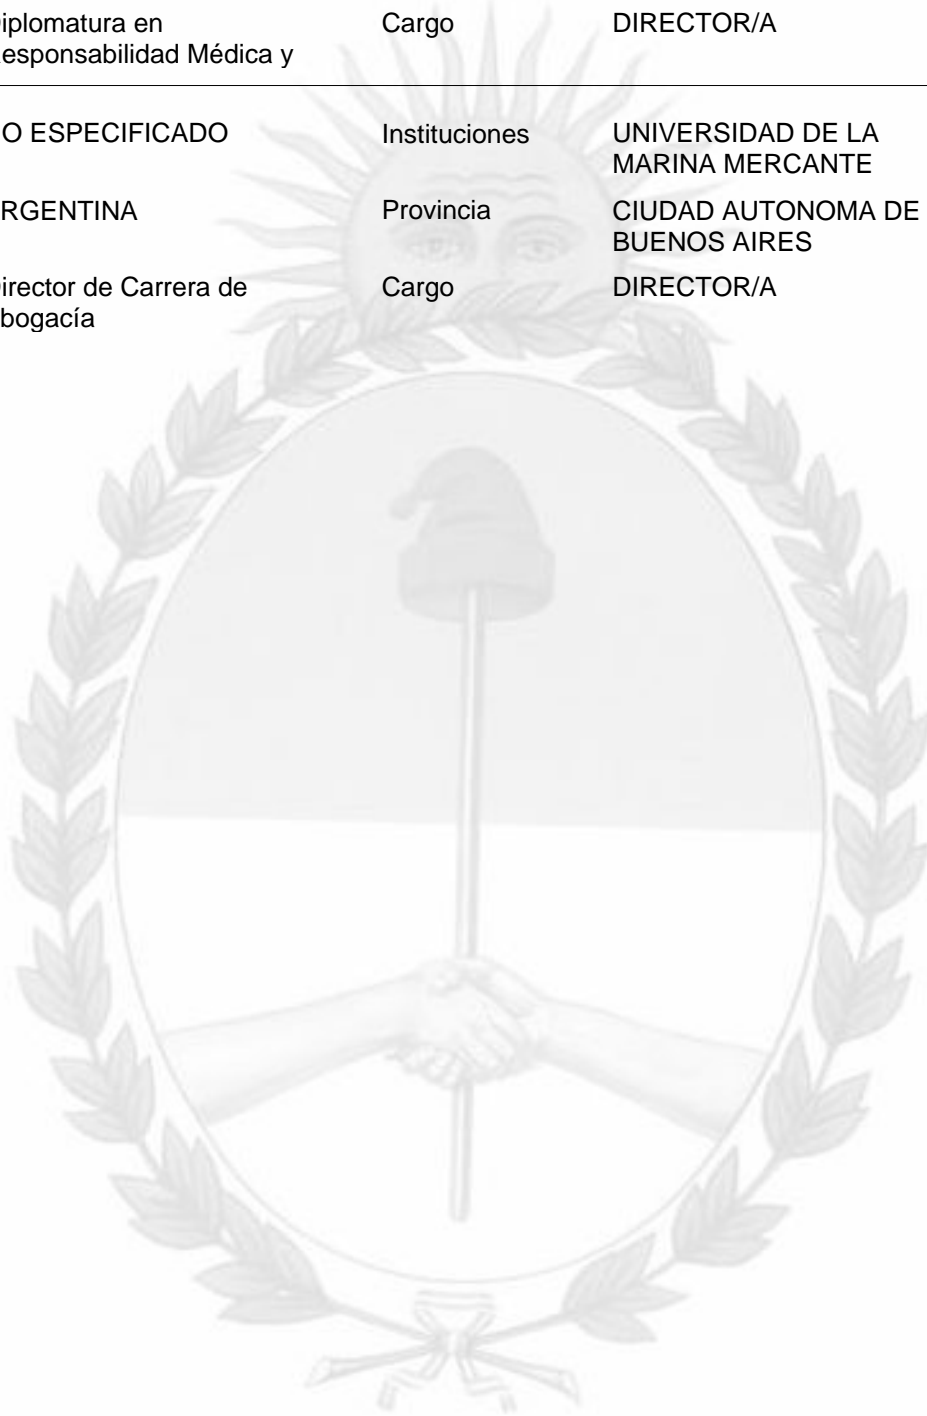 iplomatura en Cargo DIRECTOR/A
esponsabilidad Médica y
O ESPECIFICADO Instituciones UNIVERSIDAD DE LA
MARINA MERCANTE
RGENTINA Provincia CIUDAD AUTONOMA DE
BUENOS AIRES
irector de Carrera de Cargo DIRECTOR/A
bogacía